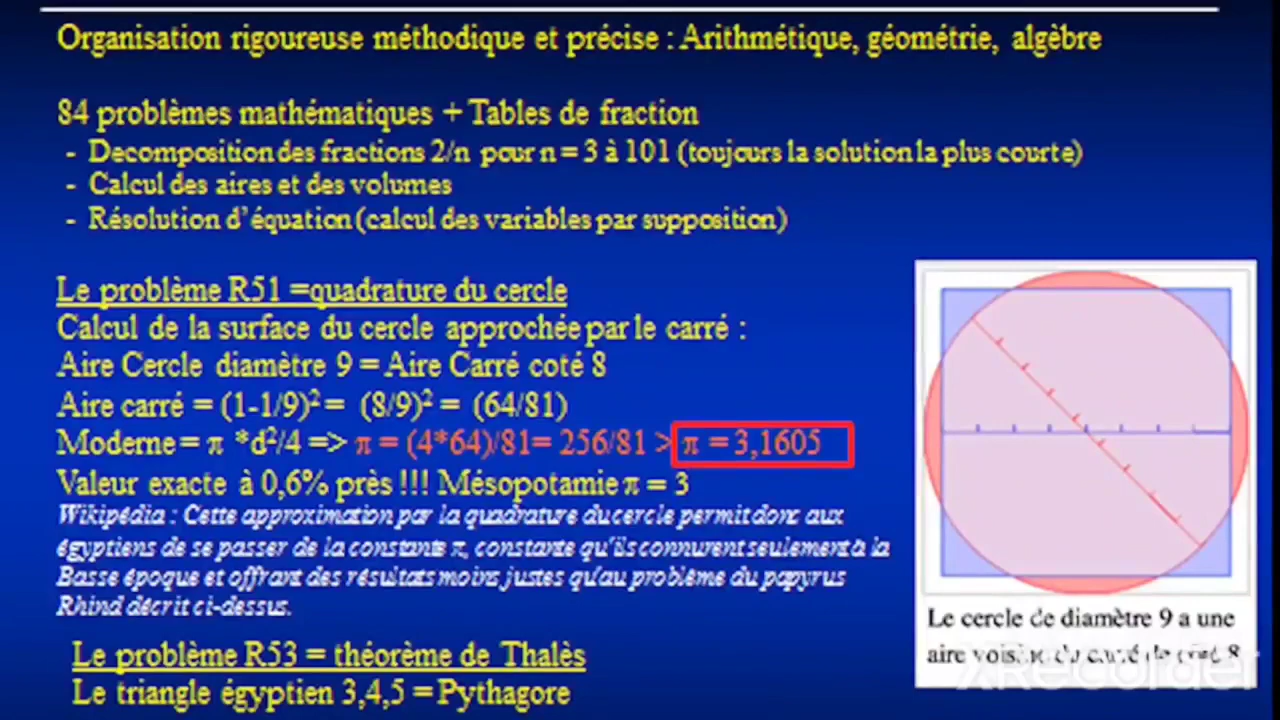 Organisation rigoureuse méthodique et précise : Arithmétique, géométrie, algèbre
84 problèmes mathématiques + Tables de fraction
- Decomposition des fractions 2/n pour n = 3 à 101 (toujours la solution la plus courte)
- Calcul des aires et des volumes
- Résolution d'équation (calcul des variables par supposition)
Le problème R51 =quadrature du cercle
Calcul de la surface du cercle approchée par le carré :
Aire Cercle diamètre 9 = Aire Carré coté 8
Aire carré = (1-1/9)² = (8/9)² = (64/81)
Moderne = π *d²/4 => π = (4*64)/81= 256/81 > π = 3,1605
Valeur exacte à 0,6% près !!! Mésopotamie π = 3
Wikipédia : Cette approximation par la quadrature du cercle permit donc aux
égyptiens de se passer de la constante π, constante qu'ils connurent seulement à la
Basse époque et offrant des résultats moins justes qu'au problème du papyrus
Rhind décrit ci-dessus.
Le cercle de diamètre 9 a une
aire voisine du carré de côté 8
Le problème R53 = théorème de Thalès
Le triangle égyptien 3,4,5 = Pythagore
XRecorder